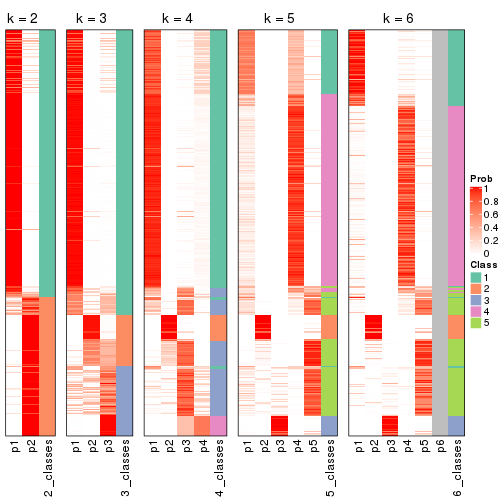 k = 2 k = 3 k = 4 k = 5 k = 6
Prob
1
0.8
0.6
0.4
0.2
0
Class
1
2
3
4
5
p1 p2 2_classes p1 p2 p3 3_classes p1 p2 p3 p4 4_classes p1 p2 p3 p4 p5 5_classes p1 p2 p3 p4 p5 p6 6_classes